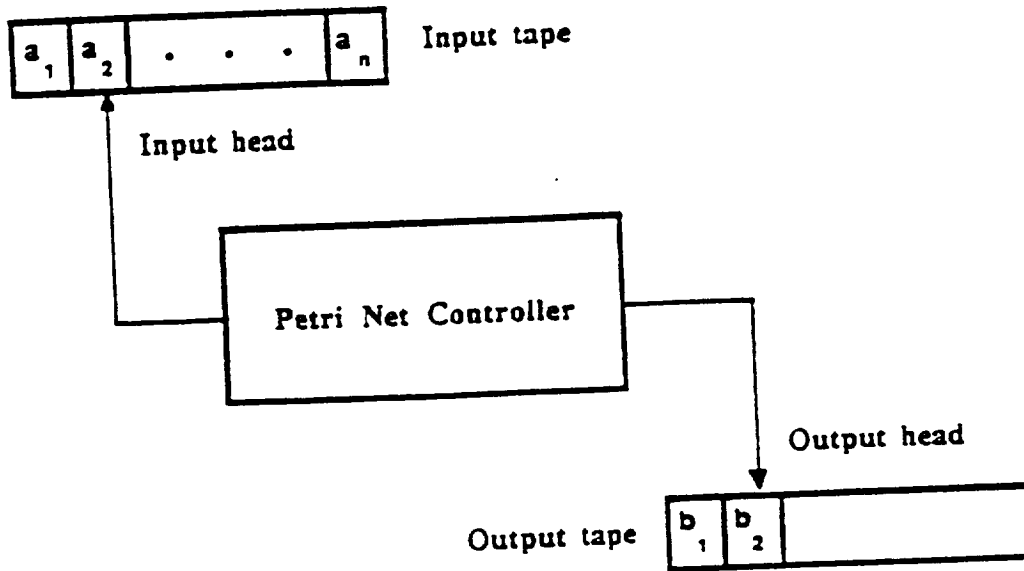 a₁ a₂ . . . aₙ Input tape
Input head
Petri Net Controller
Output head
Output tape b₁ b₂